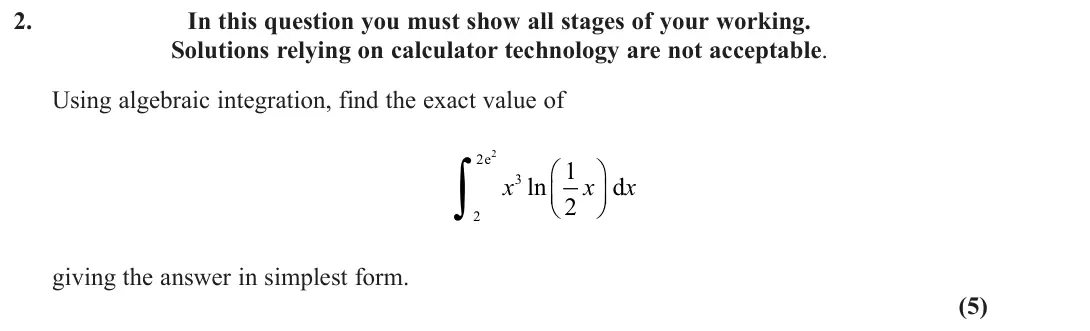 2. In this question you must show all stages of your working.
Solutions relying on calculator technology are not acceptable.
Using algebraic integration, find the exact value of
∫₂^{2e²} x³ ln(1/2 x) dx
giving the answer in simplest form.
(5)